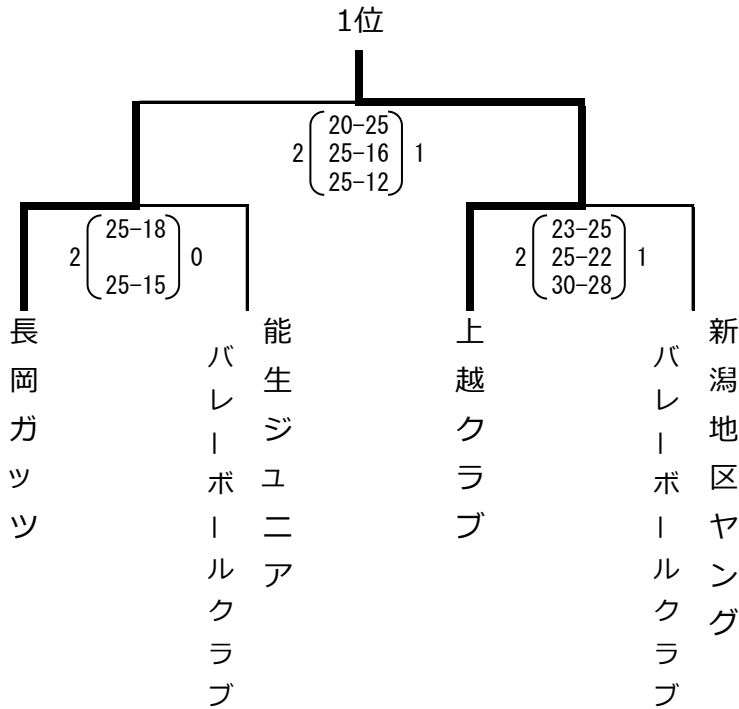 1位
20-25
2 25-16 1
25-12
25-18
2 0
25-15
23-25
2 25-22 1
30-28
長岡ガッツ
能生ジュニア
バレーボールクラブ
上越クラブ
新潟地区ヤング
バレーボールクラブ